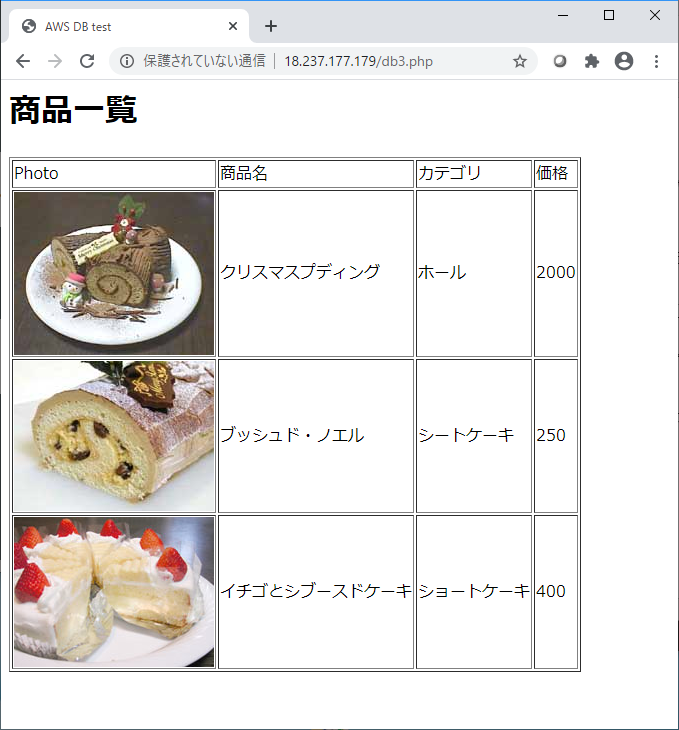 AWS DB test
保護されていない通信 18.237.177.179/db3.php
商品一覧
Photo 商品名 カテゴリ 価格
クリスマスプディング ホール 2000
ブッシュド・ノエル シートケーキ 250
イチゴとシブースドケーキ ショートケーキ 400